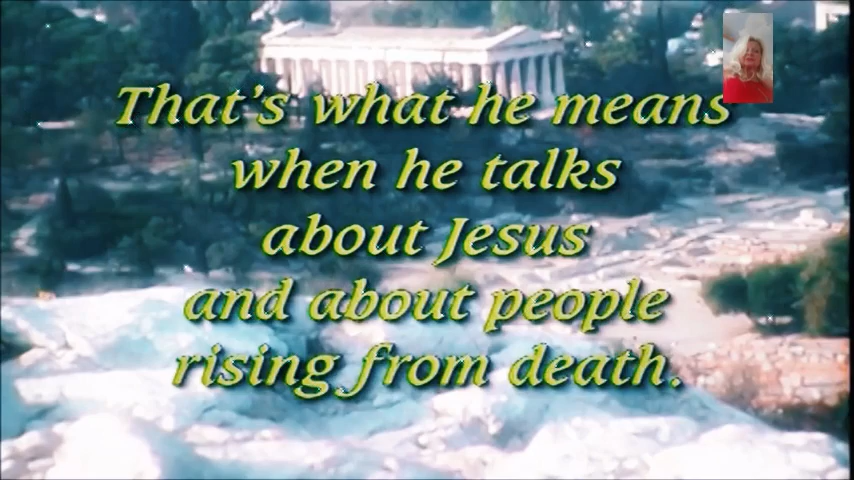 That's what he means
when he talks
about Jesus
and about people
rising from death.